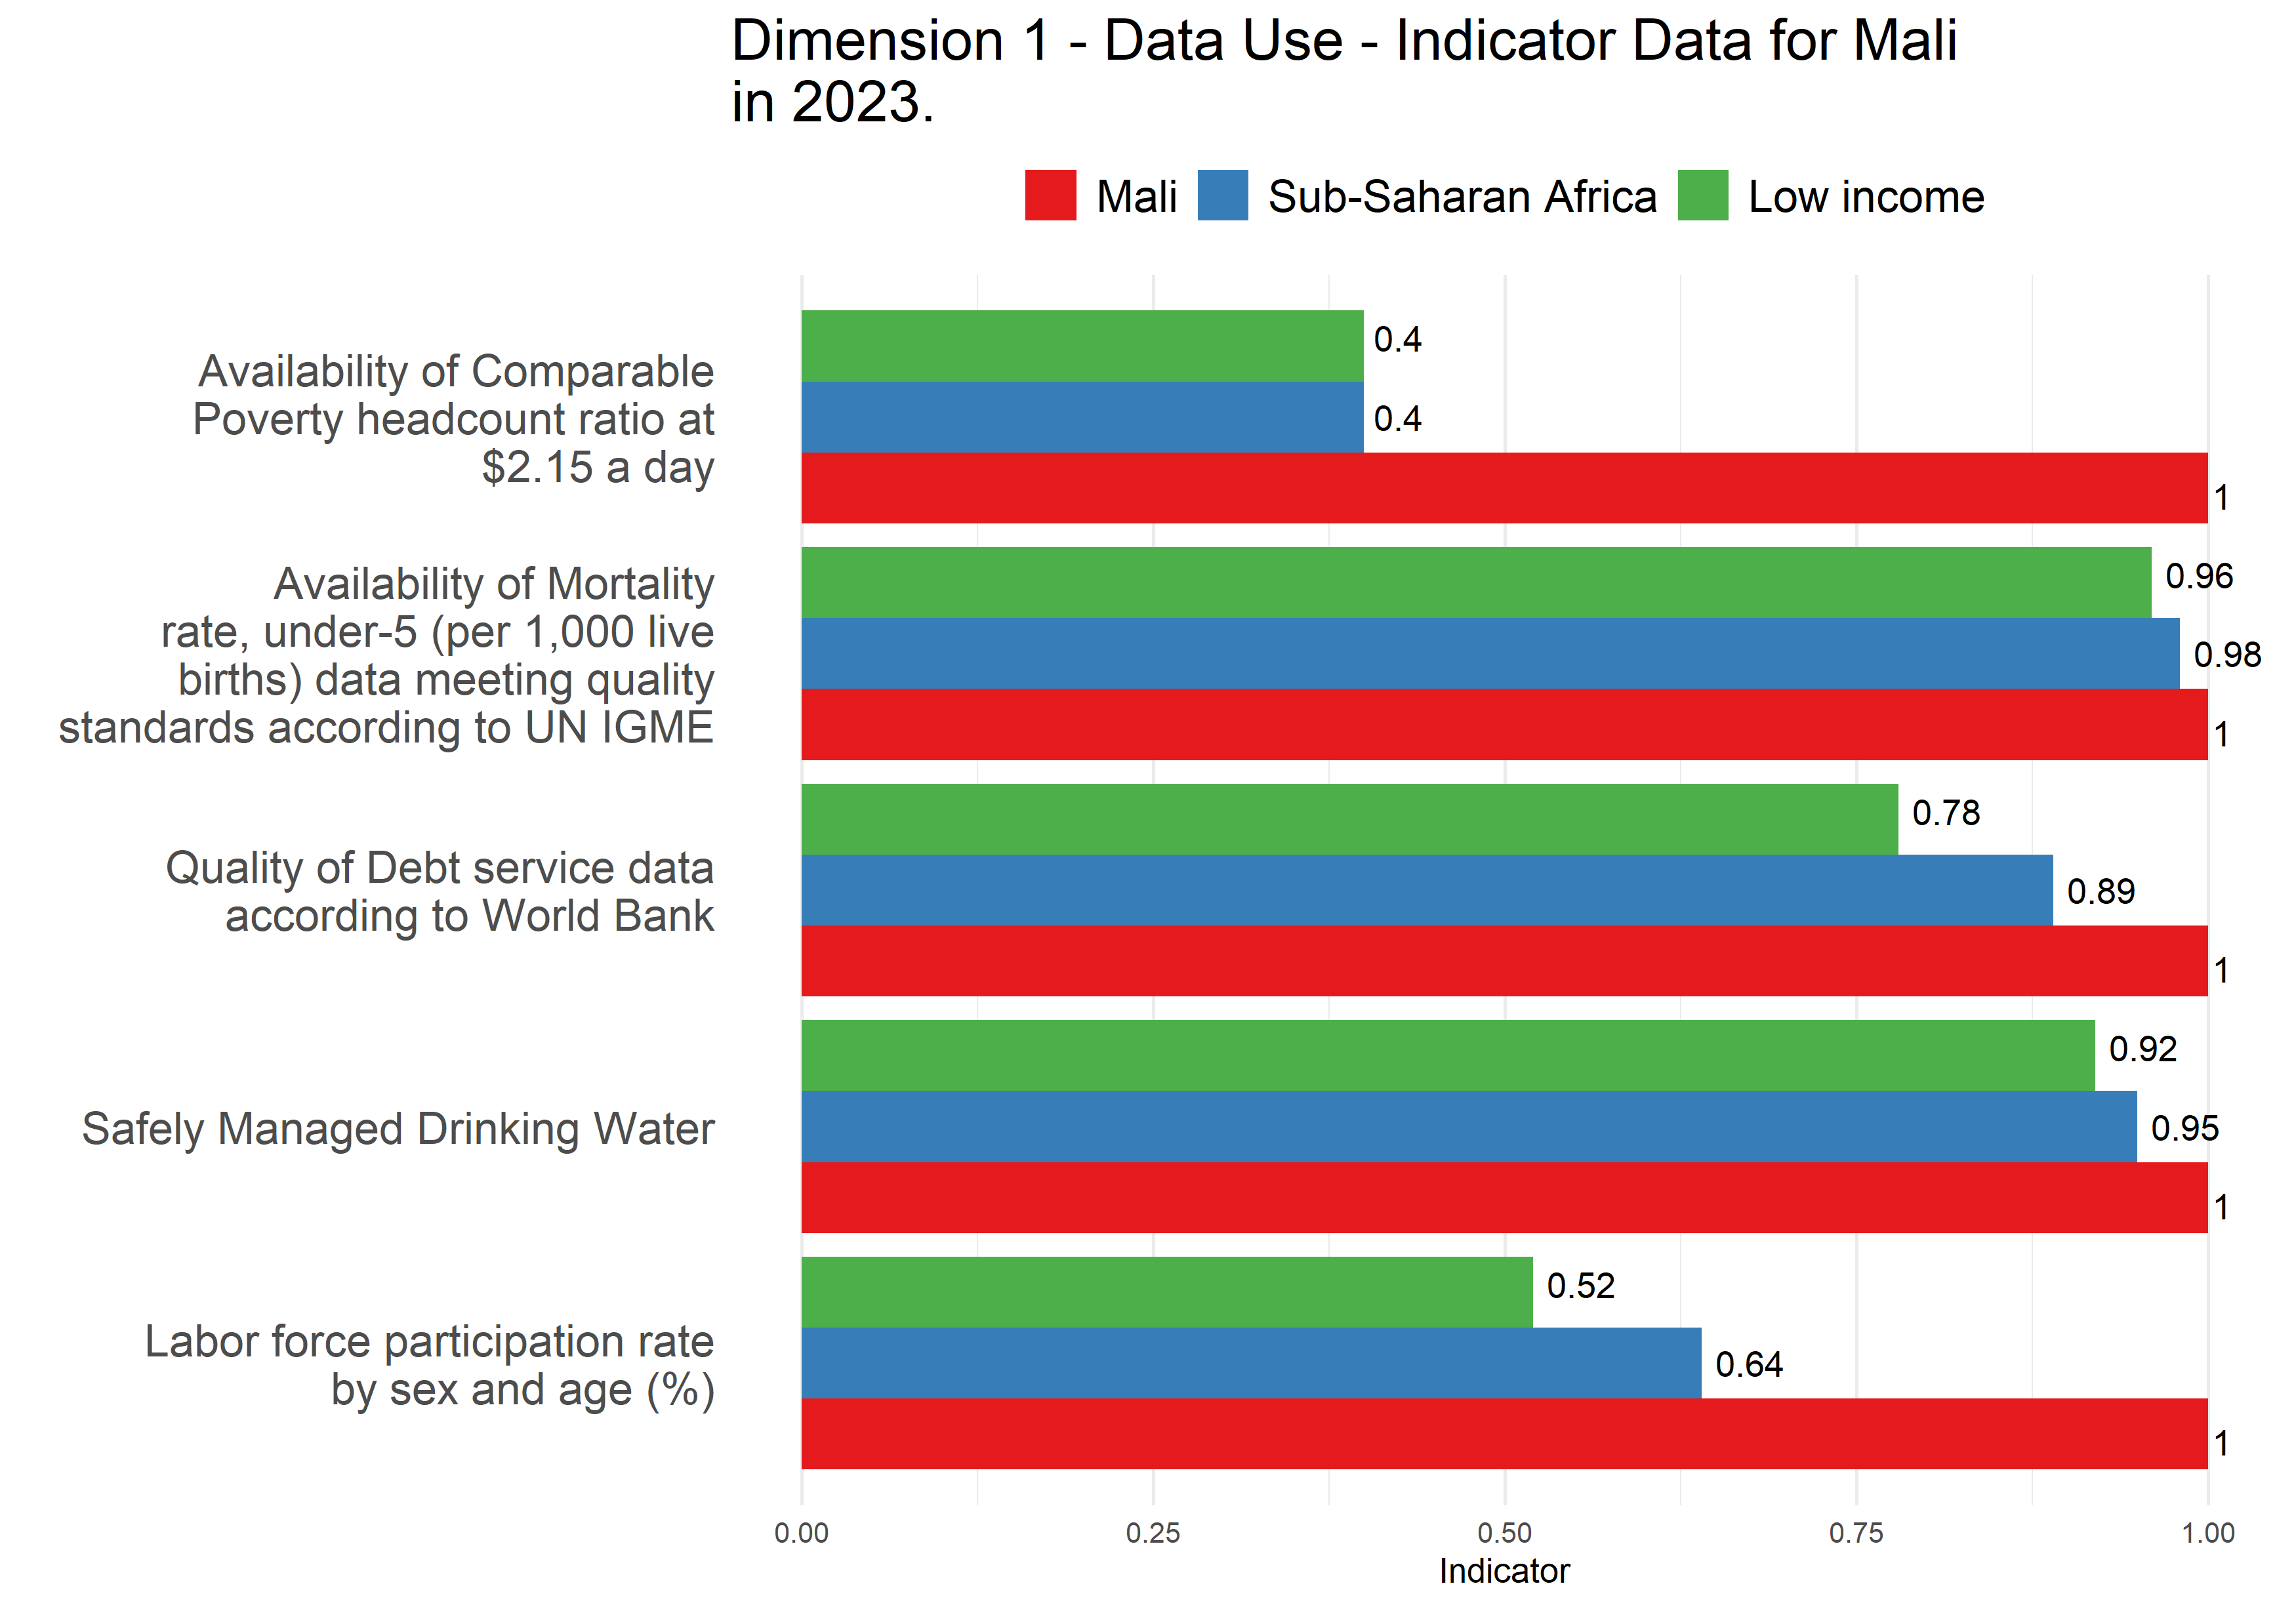 Dimension 1 - Data Use - Indicator Data for Mali
in 2023.
Mali
Sub-Saharan Africa
Low income
Availability of Comparable
Poverty headcount ratio at
$2.15 a day
0.4
0.4
1
Availability of Mortality
rate, under-5 (per 1,000 live
births) data meeting quality
standards according to UN IGME
0.96
0.98
1
Quality of Debt service data
according to World Bank
0.78
0.89
1
Safely Managed Drinking Water
0.92
0.95
1
Labor force participation rate
by sex and age (%)
0.52
0.64
1
0.00
0.25
0.50
0.75
1.00
Indicator